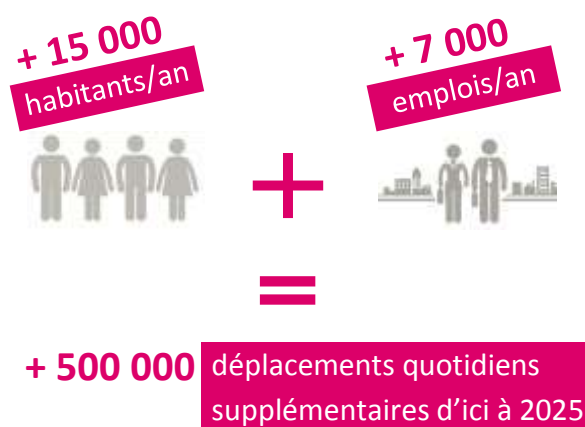 + 15 000
habitants/an
+ 7 000
emplois/an
+
=
+ 500 000 déplacements quotidiens
supplémentaires d'ici à 2025